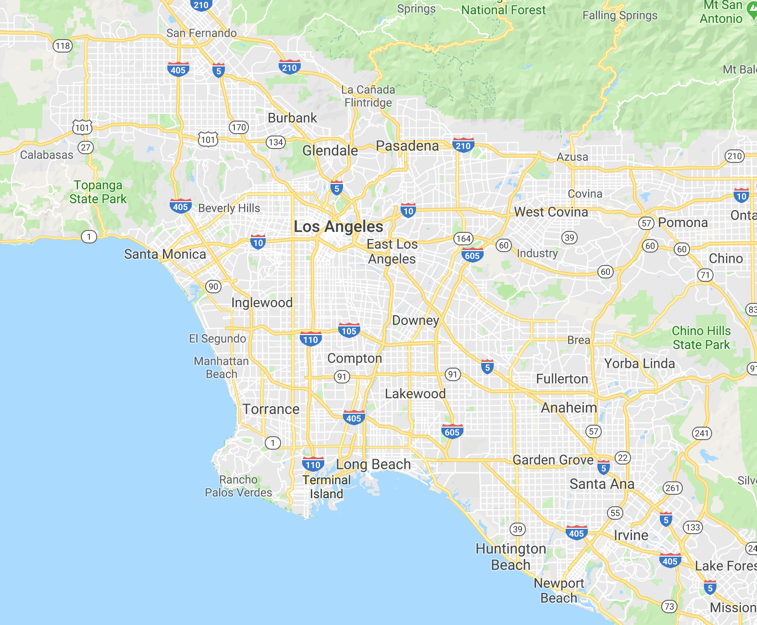 210
Springs
National Forest
Falling Springs
Mt San
Antonio
118
San Fernando
405
5
210
La Cañada
Flintridge
Mt Bal
101
27
101
170
134
Burbank
Glendale
Pasadena
210
Azusa
210
Calabasas
Topanga
State Park
405
Beverly Hills
5
10
Covina
10
West Covina
Onta
Los Angeles
1
10
East Los
Angeles
164
605
60
39
57
Pomona
60
60
Industry
Santa Monica
60
71
Chino
90
Inglewood
83
El Segundo
105
110
Downey
Brea
Chino Hills
State Park
Manhattan
Beach
Compton
5
Yorba Linda
91
91
91
Fullerton
Lakewood
Torrance
405
Anaheim
1
605
57
241
110
Long Beach
Garden Grove
5
22
Rancho
Palos Verdes
Terminal
Island
Santa Ana
261
Silv
55
5
133
39
405
Irvine
Huntington
Beach
405
24
Lake Fores
Newport
Beach
5
73
Mission